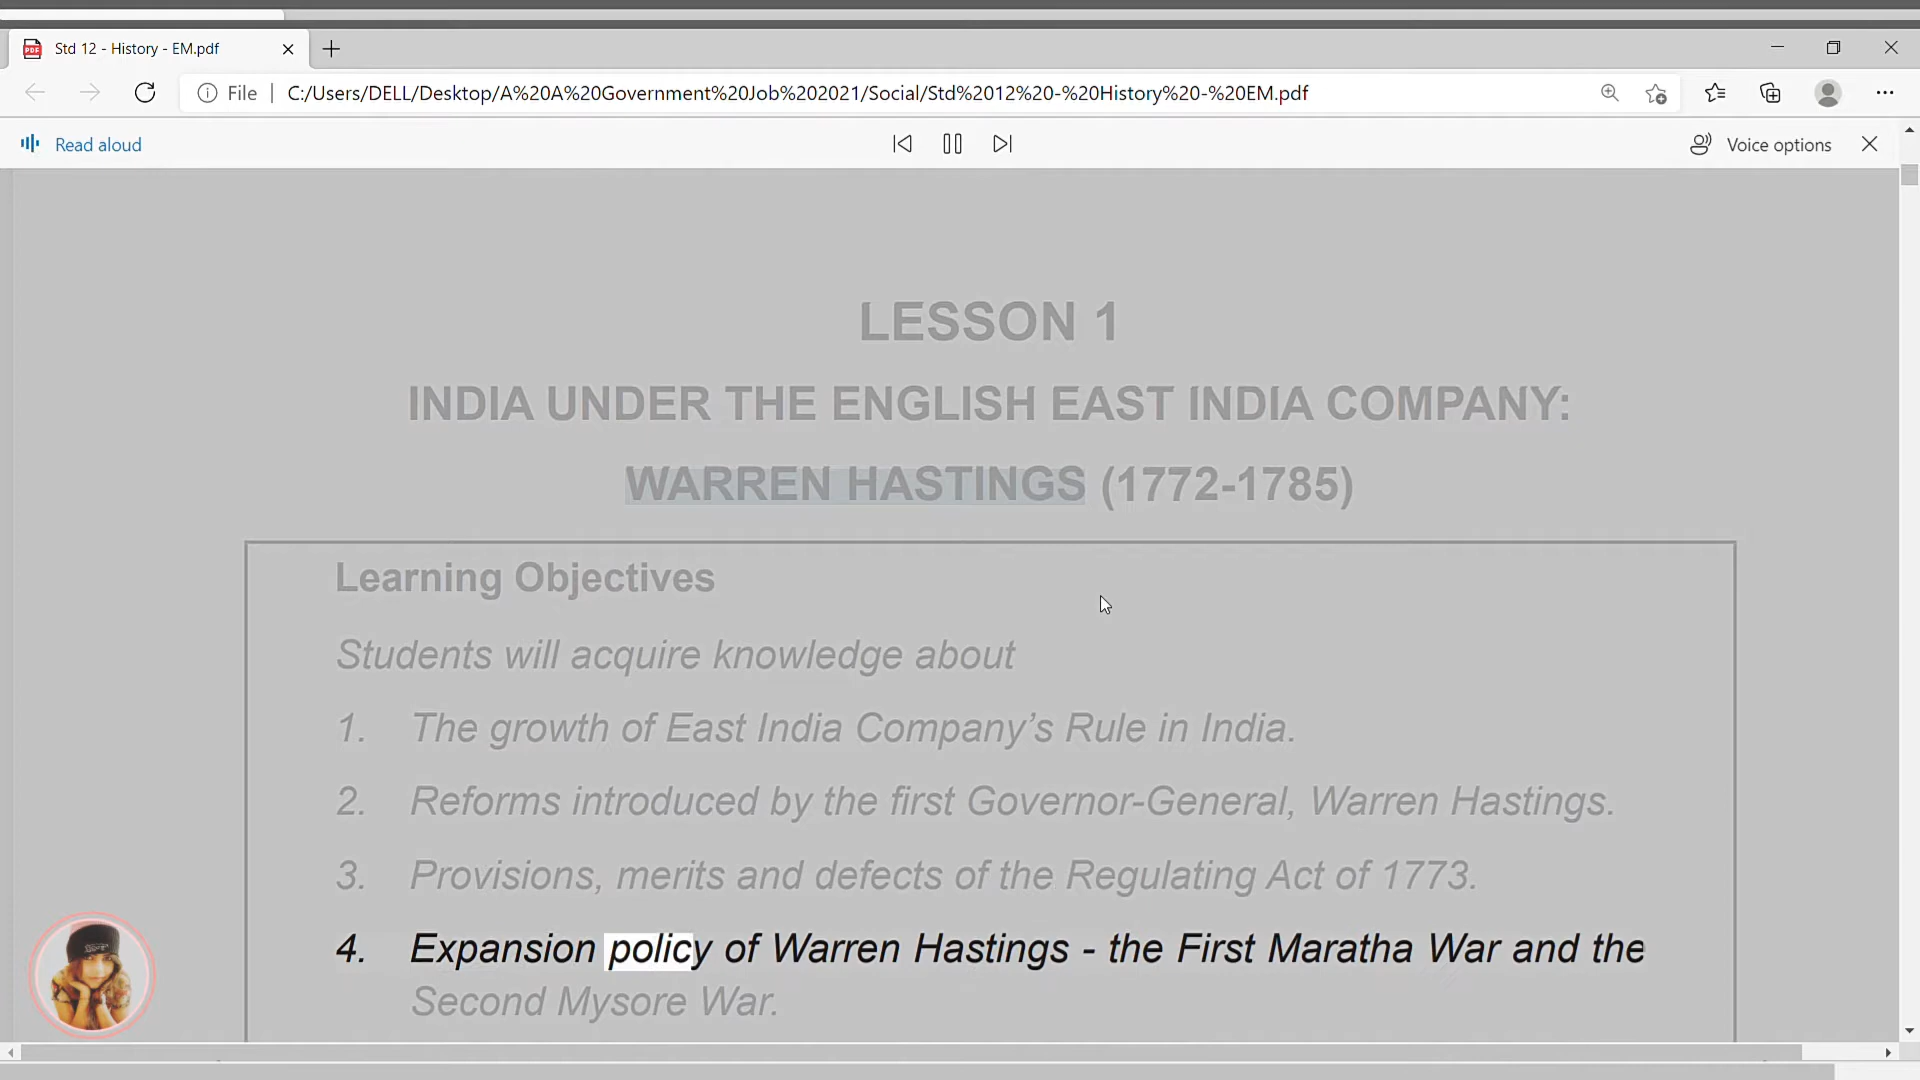 Std 12 - History - EM.pdf
File | C:/Users/DELL/Desktop/A%20A%20Government%20Job%202021/Social/Std%2012%20-%20History%20-%20EM.pdf
Read aloud
Voice options
LESSON 1
INDIA UNDER THE ENGLISH EAST INDIA COMPANY:
WARREN HASTINGS (1772-1785)
Learning Objectives
Students will acquire knowledge about
1. The growth of East India Company’s Rule in India.
2. Reforms introduced by the first Governor-General, Warren Hastings.
3. Provisions, merits and defects of the Regulating Act of 1773.
4. Expansion policy of Warren Hastings - the First Maratha War and the
Second Mysore War.